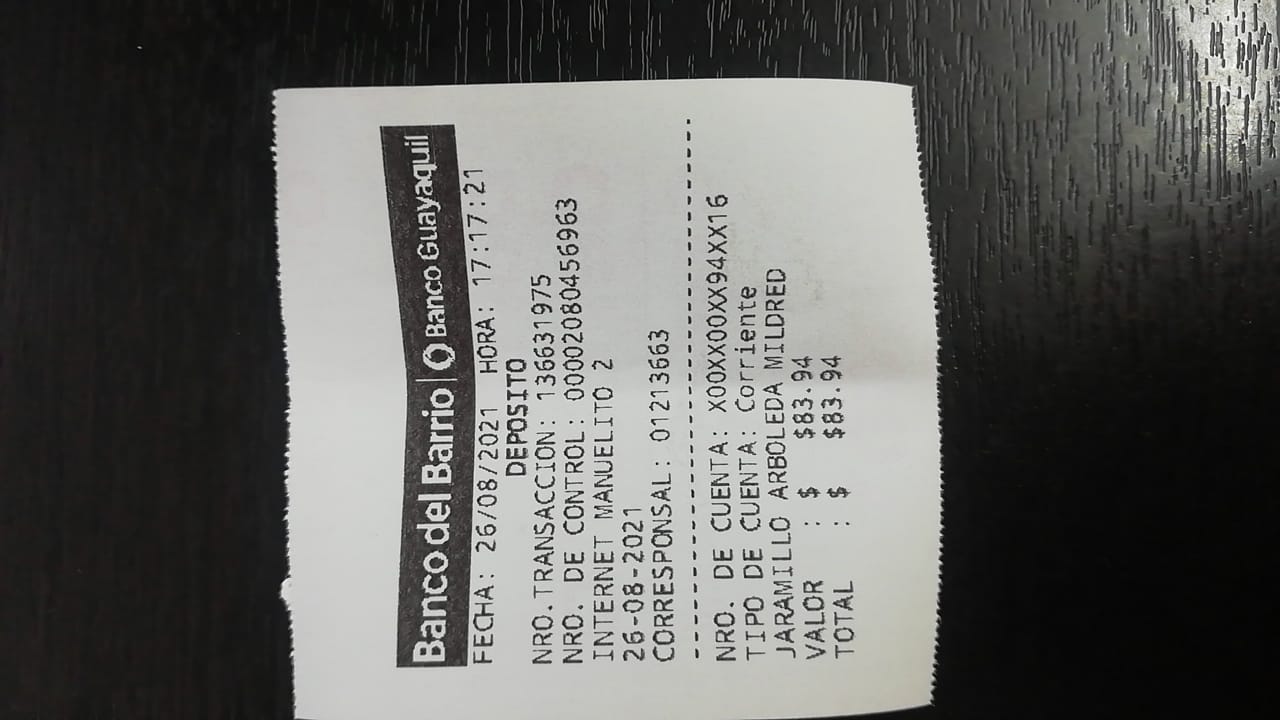 Banco del Barrio | Banco Guayaquil
FECHA: 26/08/2021 HORA: 17:17:21
DEPOSITO
NRO.TRANSACCION: 136631975
NRO. DE CONTROL: 0000208045​6963
INTERNET MANUELITO 2
26-08-2021
CORRESPONSAL: 01213663
NRO. DE CUENTA: X00XX00XX94XX16
TIPO DE CUENTA: Corriente
JARAMILLO ARBOLEDA MILDRED
VALOR : $ $83.94
TOTAL : $ $83.94